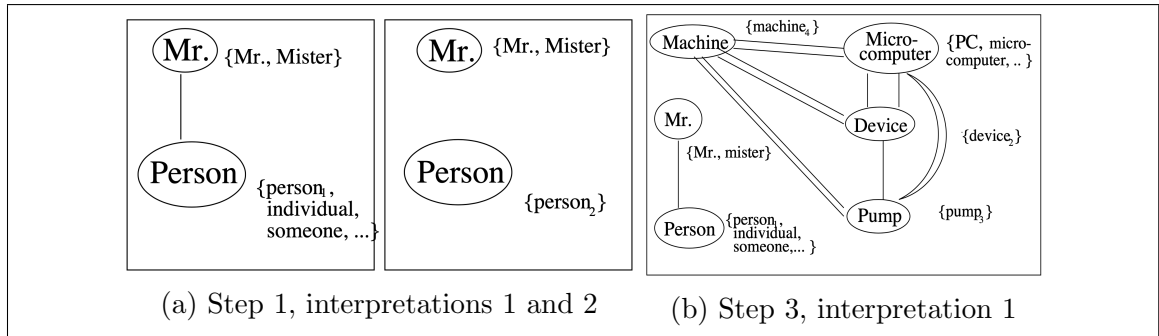 Mr.
{Mr., Mister}
Person
{person1,
individual,
someone, ...}
Mr.
{Mr., Mister}
Person
{person2}
(a) Step 1, interpretations 1 and 2
Machine
{machine4}
Micro-
computer
{PC, micro-
computer, .. }
Mr.
{Mr., mister}
Device
{device2}
Person
{person1,
individual,
someone,... }
Pump
{pump3}
(b) Step 3, interpretation 1